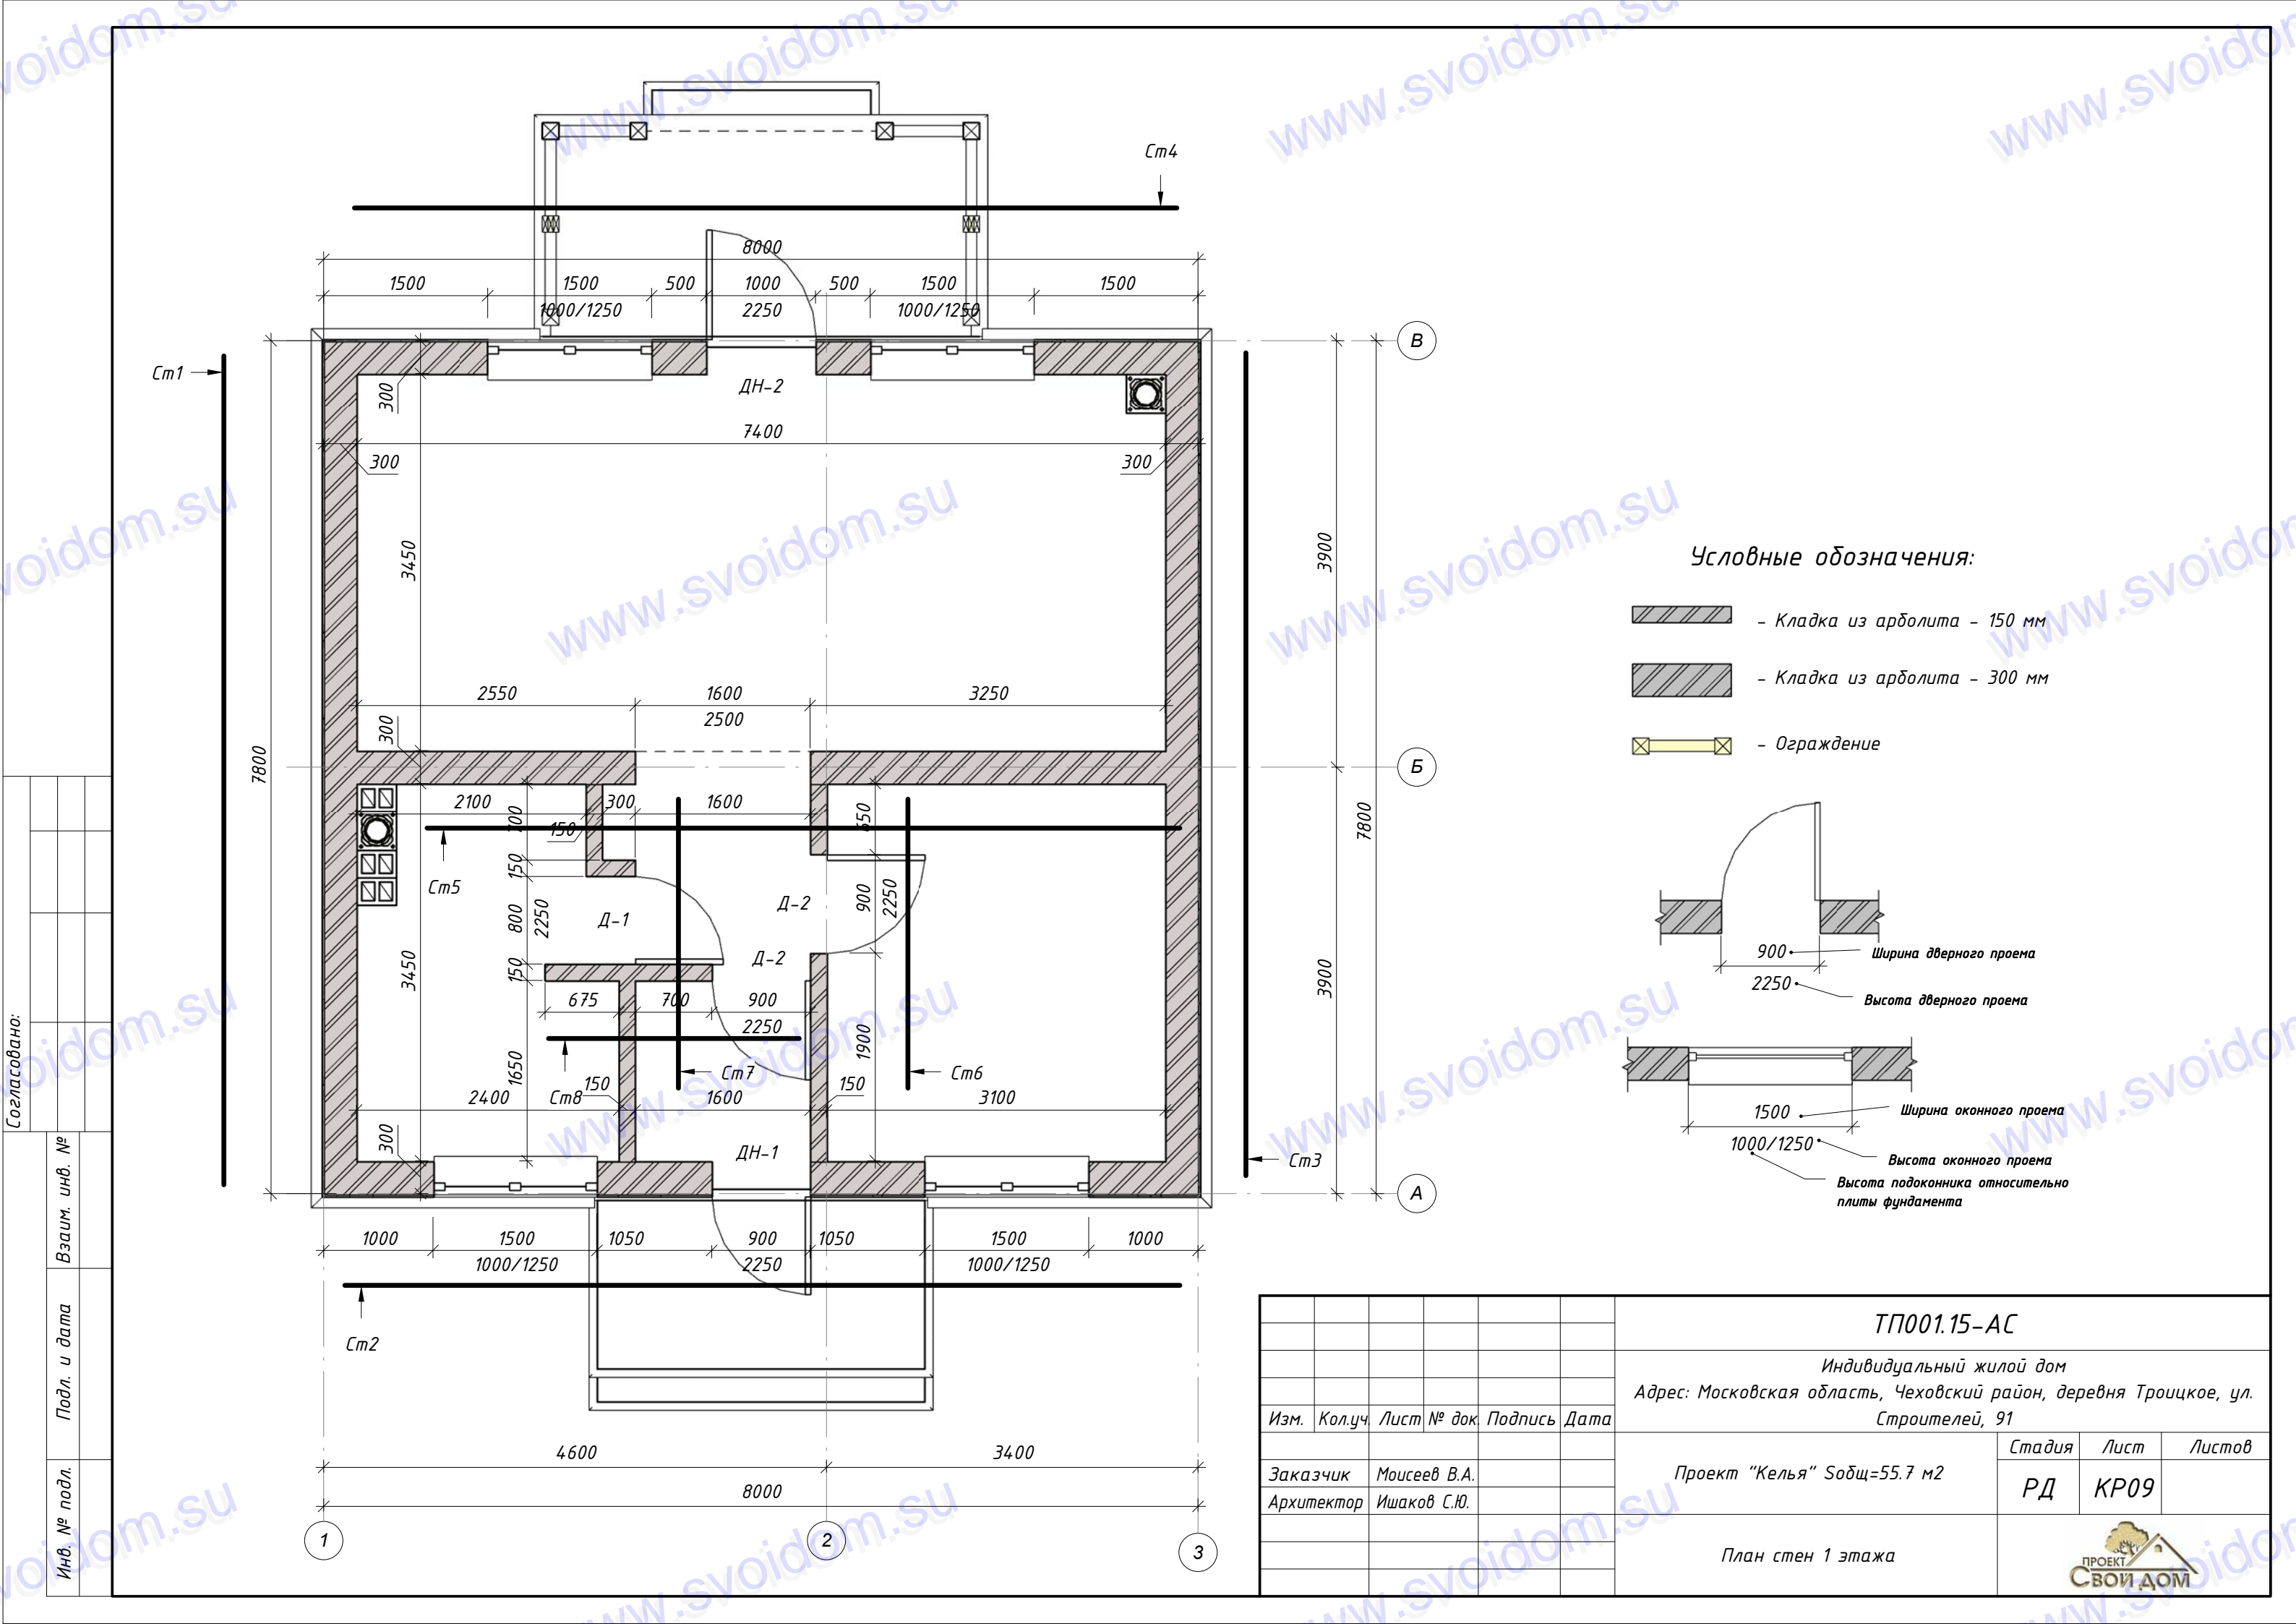 www.svoidom.su
Ст4
8000
1500
1500
500
1000
500
1500
1500
1000/1250
2250
1000/1250
В
Ст1
300
ДН-2
7400
300
300
3450
3900
7800
2550
1600
3250
2500
300
Б
2100
300
1600
700
150
650
150
Ст5
800
2250
Д-1
Д-2
900
2250
7800
3450
150
Д-2
3900
675
700
900
2250
1900
1650
Ст7
Ст6
150
150
2400
Ст8
1600
3100
300
ДН-1
Ст3
А
1000
1500
1050
900
1050
1500
1000
1000/1250
2250
1000/1250
Ст2
4600
3400
8000
1
2
3
Условные обозначения:
- Кладка из арболита - 150 мм
- Кладка из арболита - 300 мм
- Ограждение
900
Ширина дверного проема
2250
Высота дверного проема
1500
Ширина оконного проема
1000/1250
Высота оконного проема
Высота подоконника относительно
плиты фундамента
Согласовано:
Взаим. инв. №
Подл. и дата
Инв. № подл.
ТП001.15-АС
Индивидуальный жилой дом
Адрес: Московская область, Чеховский район, деревня Троицкое, ул.
Строителей, 91
Изм. Кол.уч. Лист № док. Подпись Дата
Заказчик Моисеев В.А.
Архитектор Ишаков С.Ю.
Проект "Келья" Sобщ=55.7 м2
Стадия Лист Листов
РД КР09
План стен 1 этажа
ПРОЕКТ
СВОЙ ДОМ